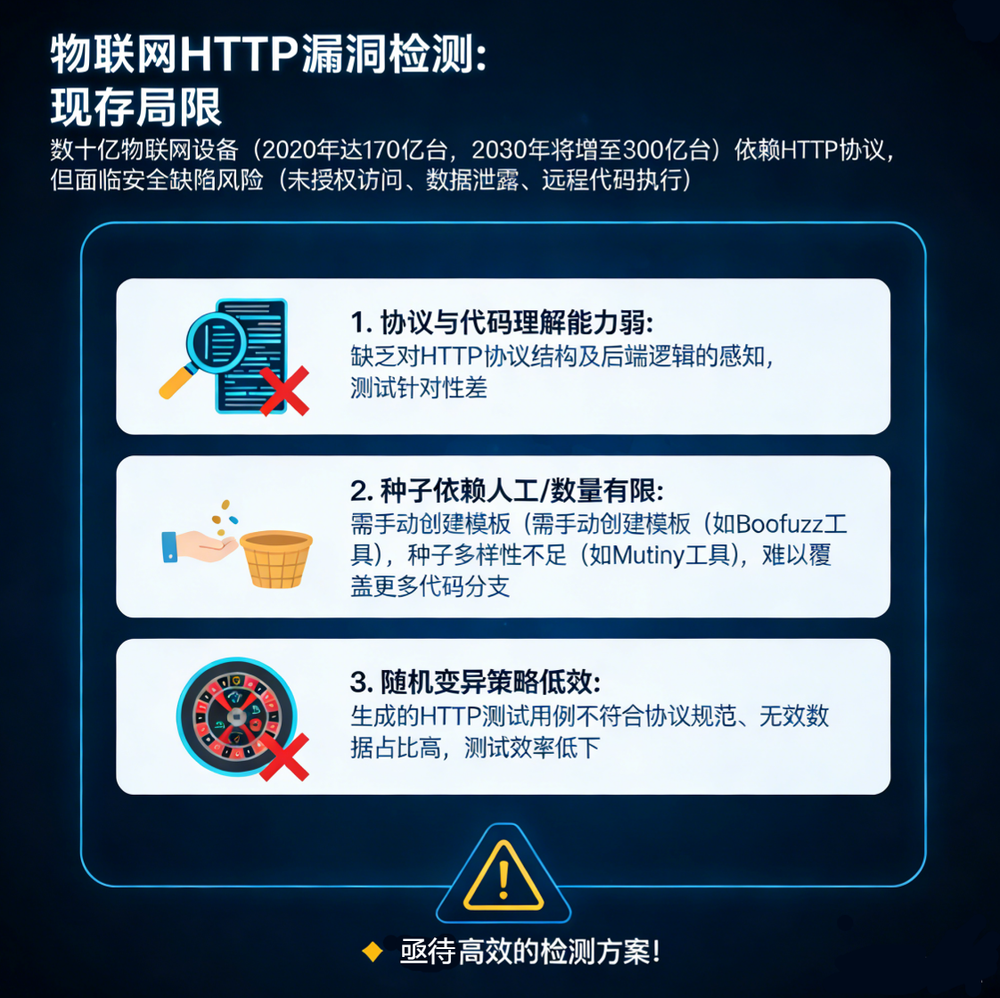 物联网HTTP漏洞检测:
现存局限
数十亿物联网设备（2020年达170亿台，2030年将增至300亿台）依赖HTTP协议，
但面临安全缺陷风险（未授权访问、数据泄露、远程代码执行）
1. 协议与代码理解能力弱:
缺乏对HTTP协议结构及后端逻辑的感知，
测试针对性差
2. 种子依赖人工/数量有限:
需手动创建模板（需手动创建模板（如Boofuzz工
具），种子多样性不足（如Mutiny工具），难以覆
盖更多代码分支
3. 随机变异策略低效:
生成的HTTP测试用例不符合协议规范、无效数
据占比高，测试效率低下
亟待高效的检测方案!